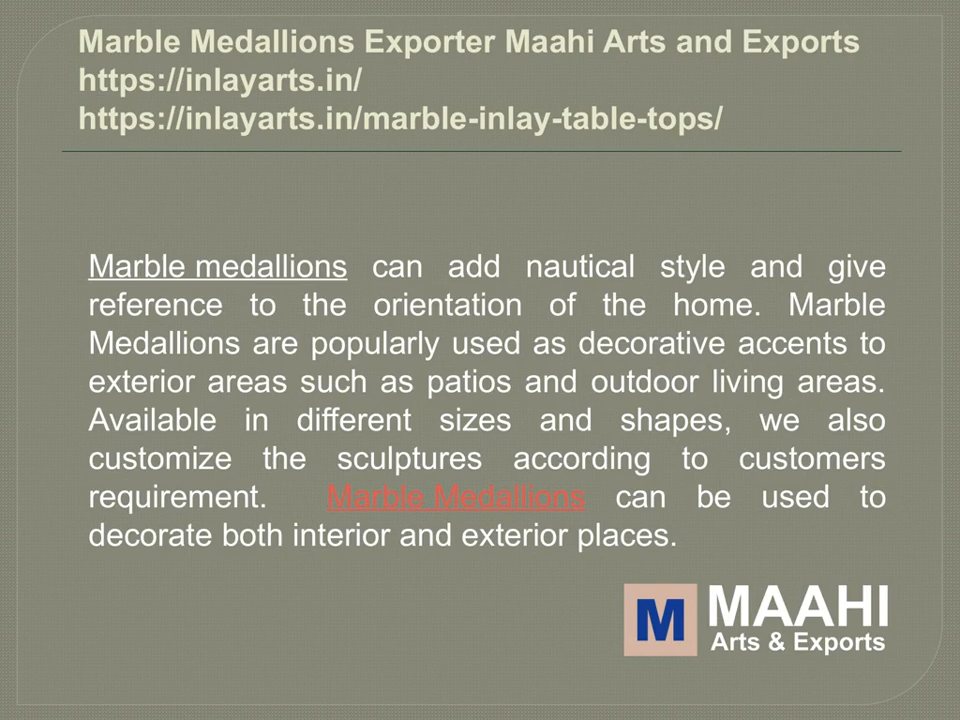 Marble Medallions Exporter Maahi Arts and Exports
https://inlayarts.in/
https://inlayarts.in/marble-inlay-table-tops/
Marble medallions can add nautical style and give
reference to the orientation of the home. Marble
Medallions are popularly used as decorative accents to
exterior areas such as patios and outdoor living areas.
Available in different sizes and shapes, we also
customize the sculptures according to customers
requirement. Marble Medallions can be used to
decorate both interior and exterior places.
M MAAHI
Arts & Exports